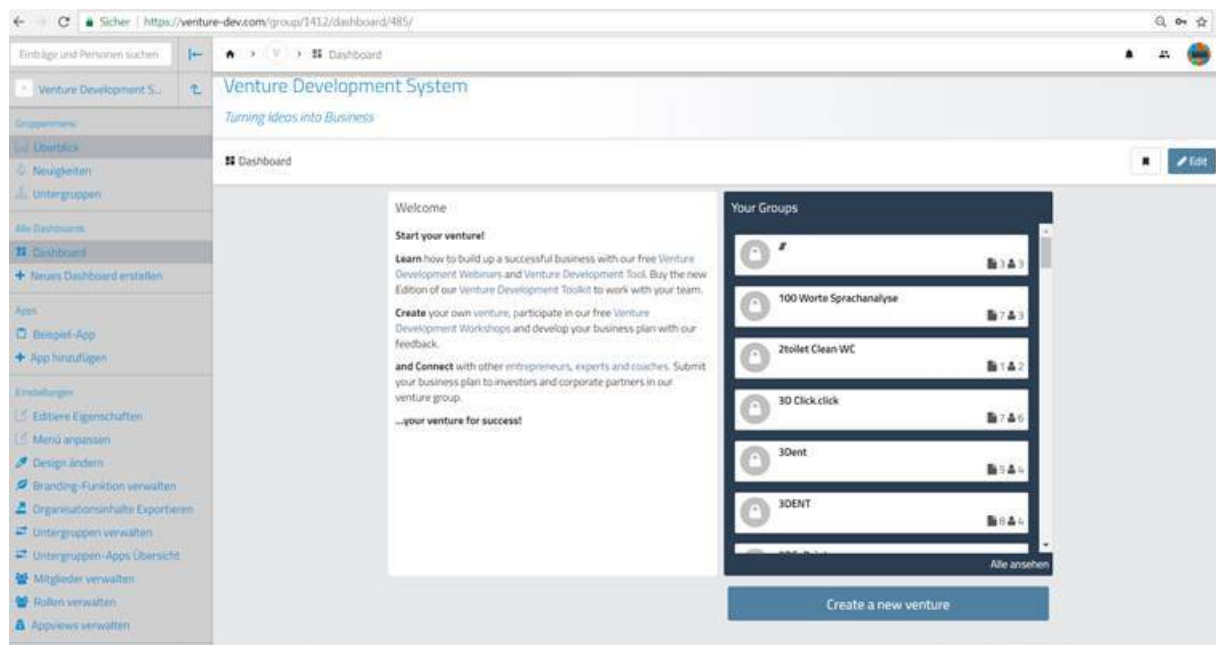 Sicher https://venture-dev.com/group/1412/dashboard/485/
Einträge und Personen suchen
V
Dashboard
Venture Development S...
Venture Development System
Turning Ideas into Business
Gruppenmenü
Überblick
Neuigkeiten
Untergruppen
Dashboard
Edit
Alle Dashboards
Dashboard
Neues Dashboard erstellen
Apps
Beispiel-App
App hinzufügen
Einstellungen
Editiere Eigenschaften
Menü anpassen
Design ändern
Branding-Funktion verwalten
Organisationsinhalte Exportieren
Untergruppen verwalten
Untergruppen-Apps Übersicht
Mitglieder verwalten
Rollen verwalten
Appviews verwalten
Welcome
Start your venture!
Learn how to build up a successful business with our free Venture
Development Webinars and Venture Development Tool. Buy the new
Edition of our Venture Development Toolkit to work with your team.
Create your own venture, participate in our free Venture
Development Workshops and develop your business plan with our
feedback.
and Connect with other entrepreneurs, experts and coaches. Submit
your business plan to investors and corporate partners in our
venture group.
...your venture for success!
Your Groups
3 3
100 Worte Sprachanalyse
7 3
2toilet Clean WC
1 2
3D Click.click
7 6
3Dent
5 4
3DENT
8 4
Alle ansehen
Create a new venture